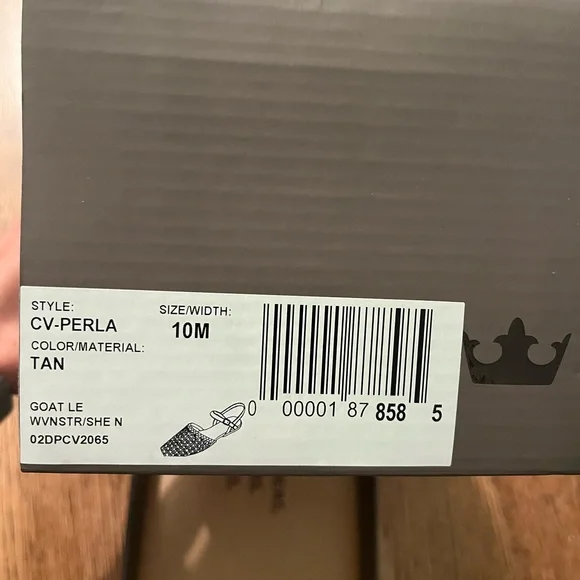 STYLE:
CV-PERLA
SIZE/WIDTH:
10M
COLOR/MATERIAL:
TAN
GOAT LE
WVNSTR/SHE N
02DPCV2065
0 00001 87 858 5